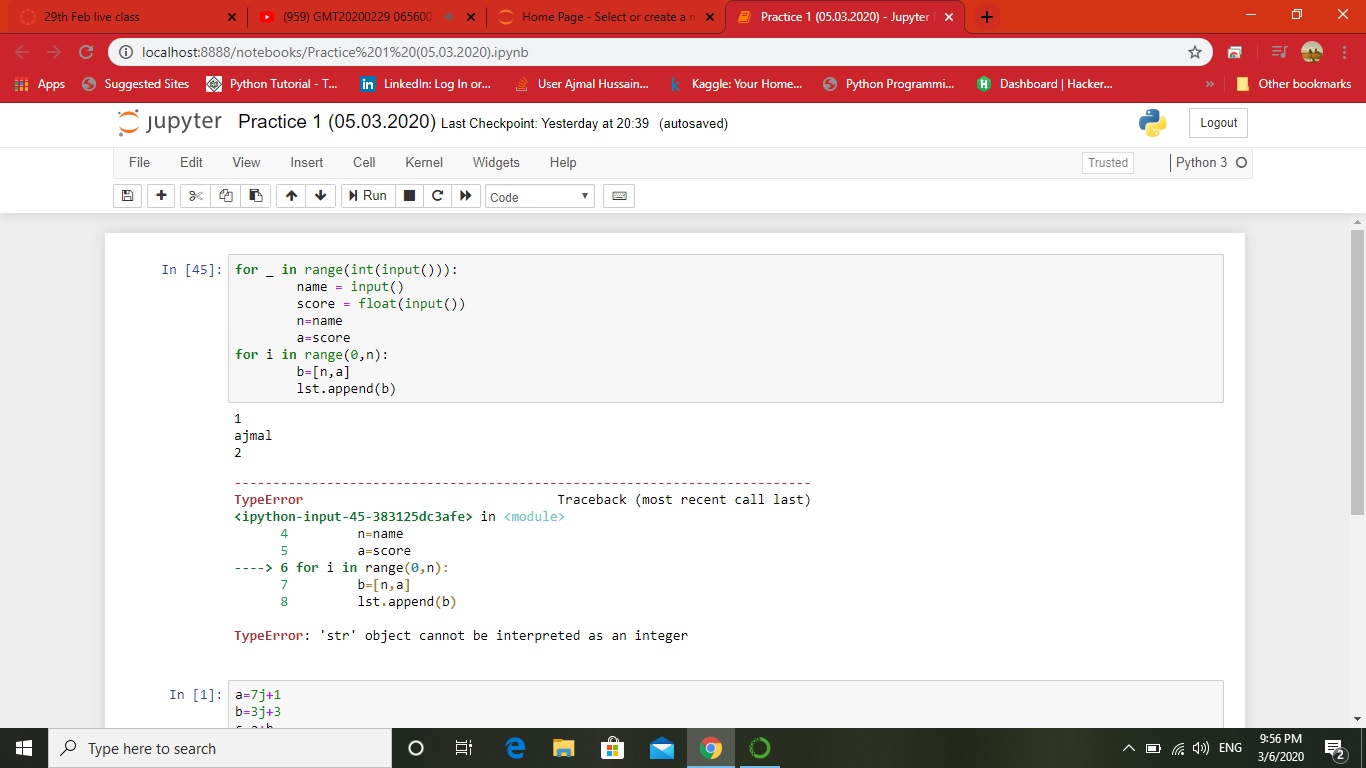 29th Feb live class
(959) GMT20200229 065600
Home Page - Select or create a n
Practice 1 (05.03.2020) - Jupyter
localhost:8888/notebooks/Practice%201%20(05.03.2020).ipynb
Apps Suggested Sites Python Tutorial - T... LinkedIn: Log In or... User Ajmal Hussain... Kaggle: Your Home... Python Programmi... Dashboard | Hacker... » Other bookmarks
jupyter Practice 1 (05.03.2020) Last Checkpoint: Yesterday at 20:39 (autosaved) Logout
File Edit View Insert Cell Kernel Widgets Help Trusted Python 3
Run Code
In [45]: for _ in range(int(input())):
name = input()
score = float(input())
n=name
a=score
for i in range(0,n):
b=[n,a]
lst.append(b)
1
ajmal
2
---------------------------------------------------------------------------
TypeError Traceback (most recent call last)
<ipython-input-45-383125dc3afe> in <module>
4 n=name
5 a=score
----> 6 for i in range(0,n):
7 b=[n,a]
8 lst.append(b)
TypeError: 'str' object cannot be interpreted as an integer
In [1]: a=7j+1
b=3j+3
Type here to search
ENG
9:56 PM
3/6/2020
2